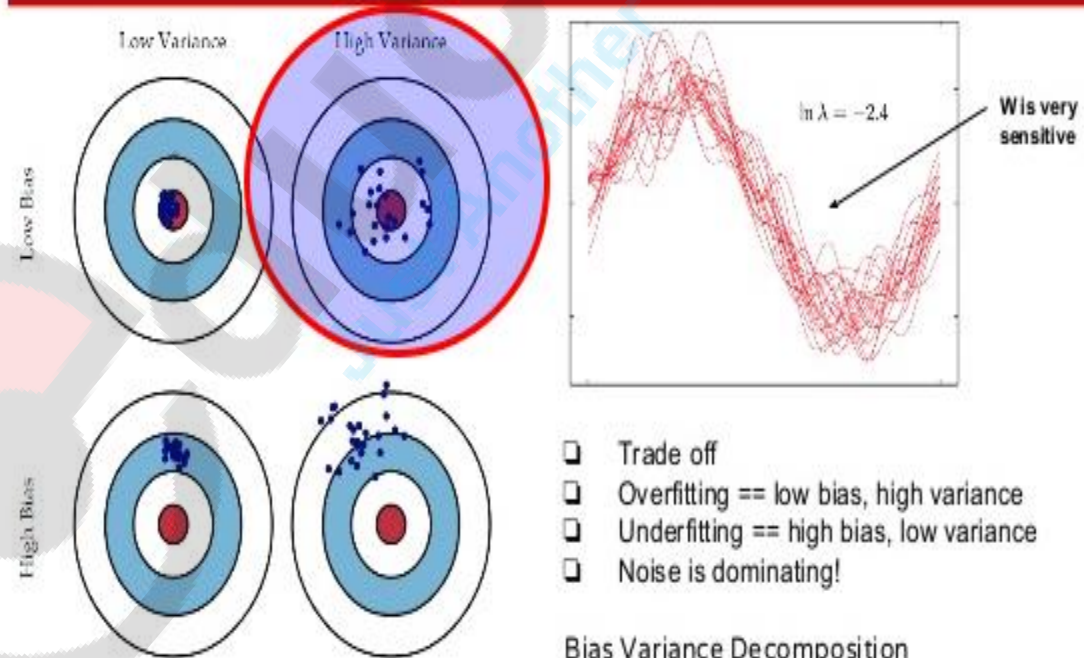 Low Variance
High Variance
Low Bias
High Bias
ln λ = −2.4
W is very
sensitive
❑ Trade off
❑ Overfitting == low bias, high variance
❑ Underfitting == high bias, low variance
❑ Noise is dominating!
Bias Variance Decomposition
Another